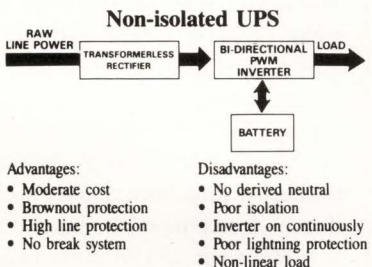 Non-isolated UPS
RAW
LINE POWER
TRANSFORMERLESS
RECTIFIER
BI-DIRECTIONAL
PWM
INVERTER
LOAD
BATTERY
Advantages:
• Moderate cost
• Brownout protection
• High line protection
• No break system
Disadvantages:
• No derived neutral
• Poor isolation
• Inverter on continuously
• Poor lightning protection
• Non-linear load